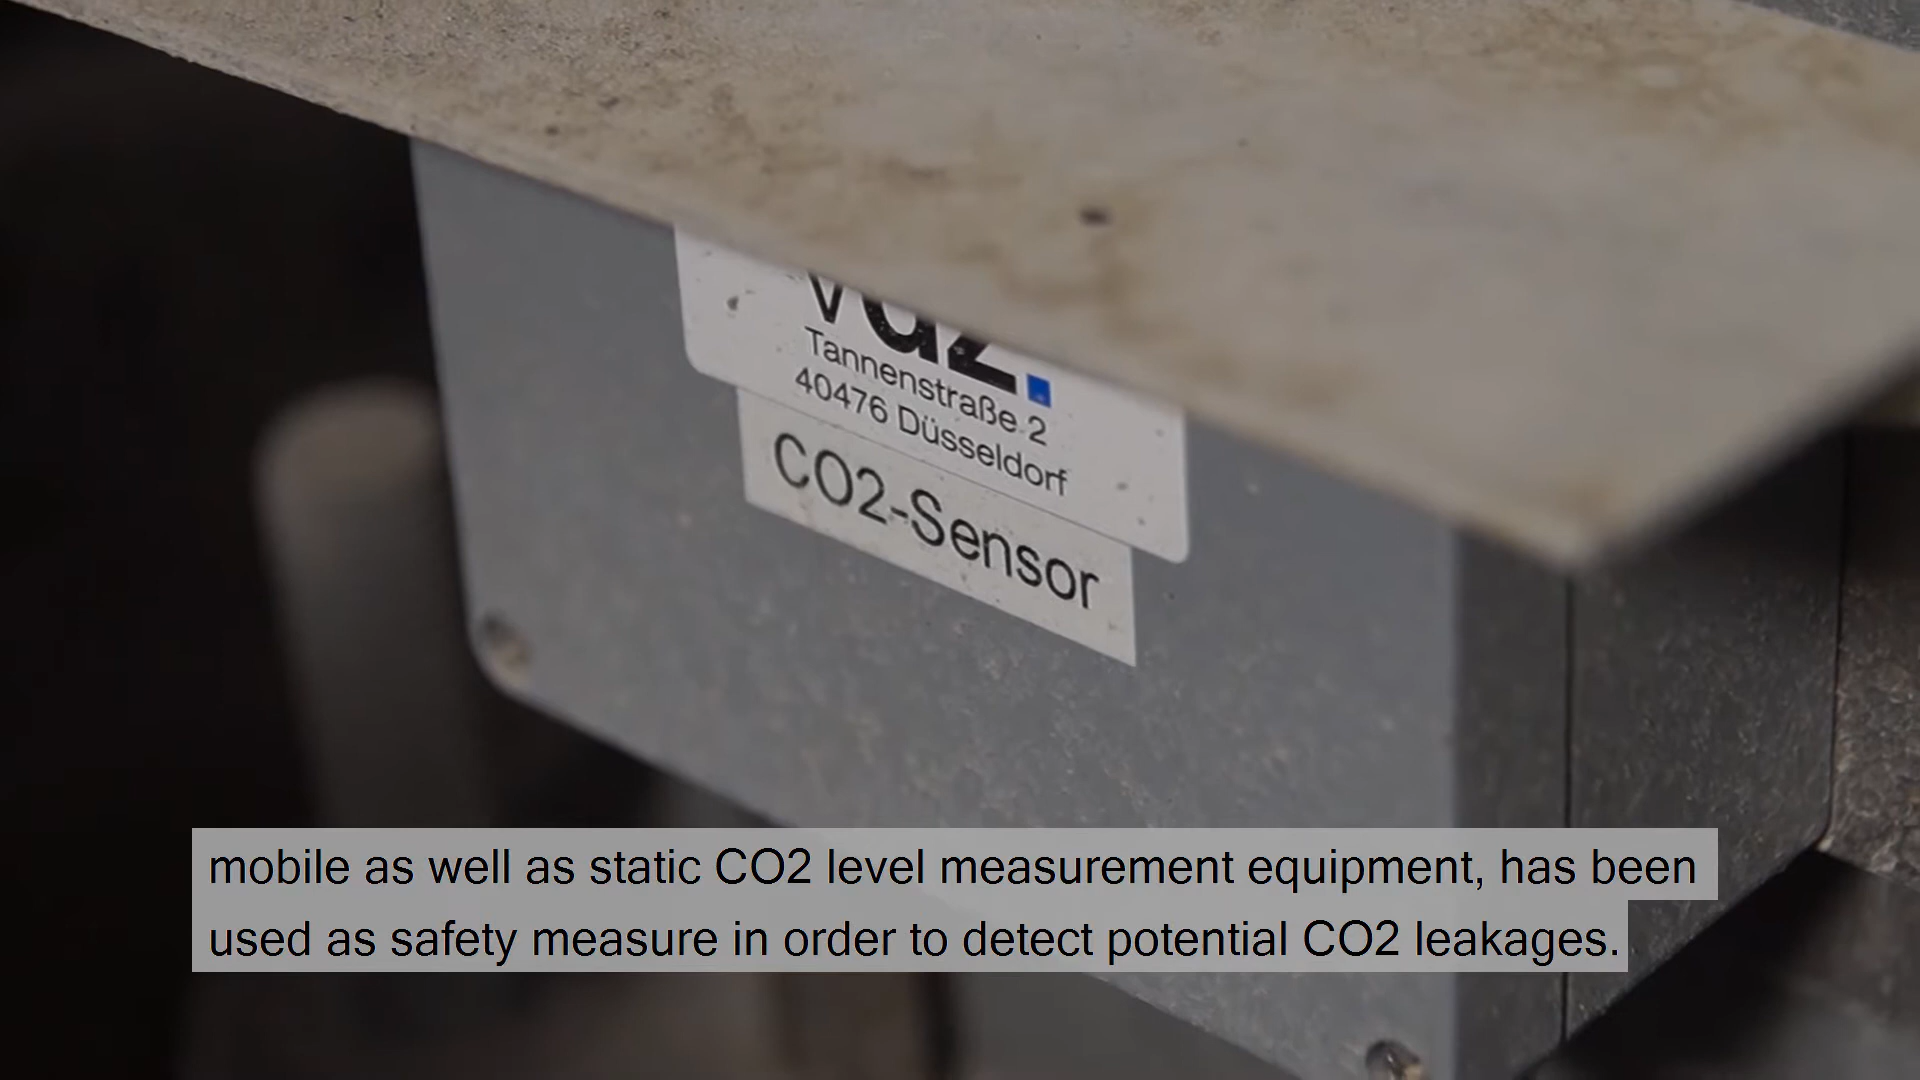 vdz.
Tannenstraße 2
40476 Düsseldorf
CO2-Sensor
mobile as well as static CO2 level measurement equipment, has been
used as safety measure in order to detect potential CO2 leakages.